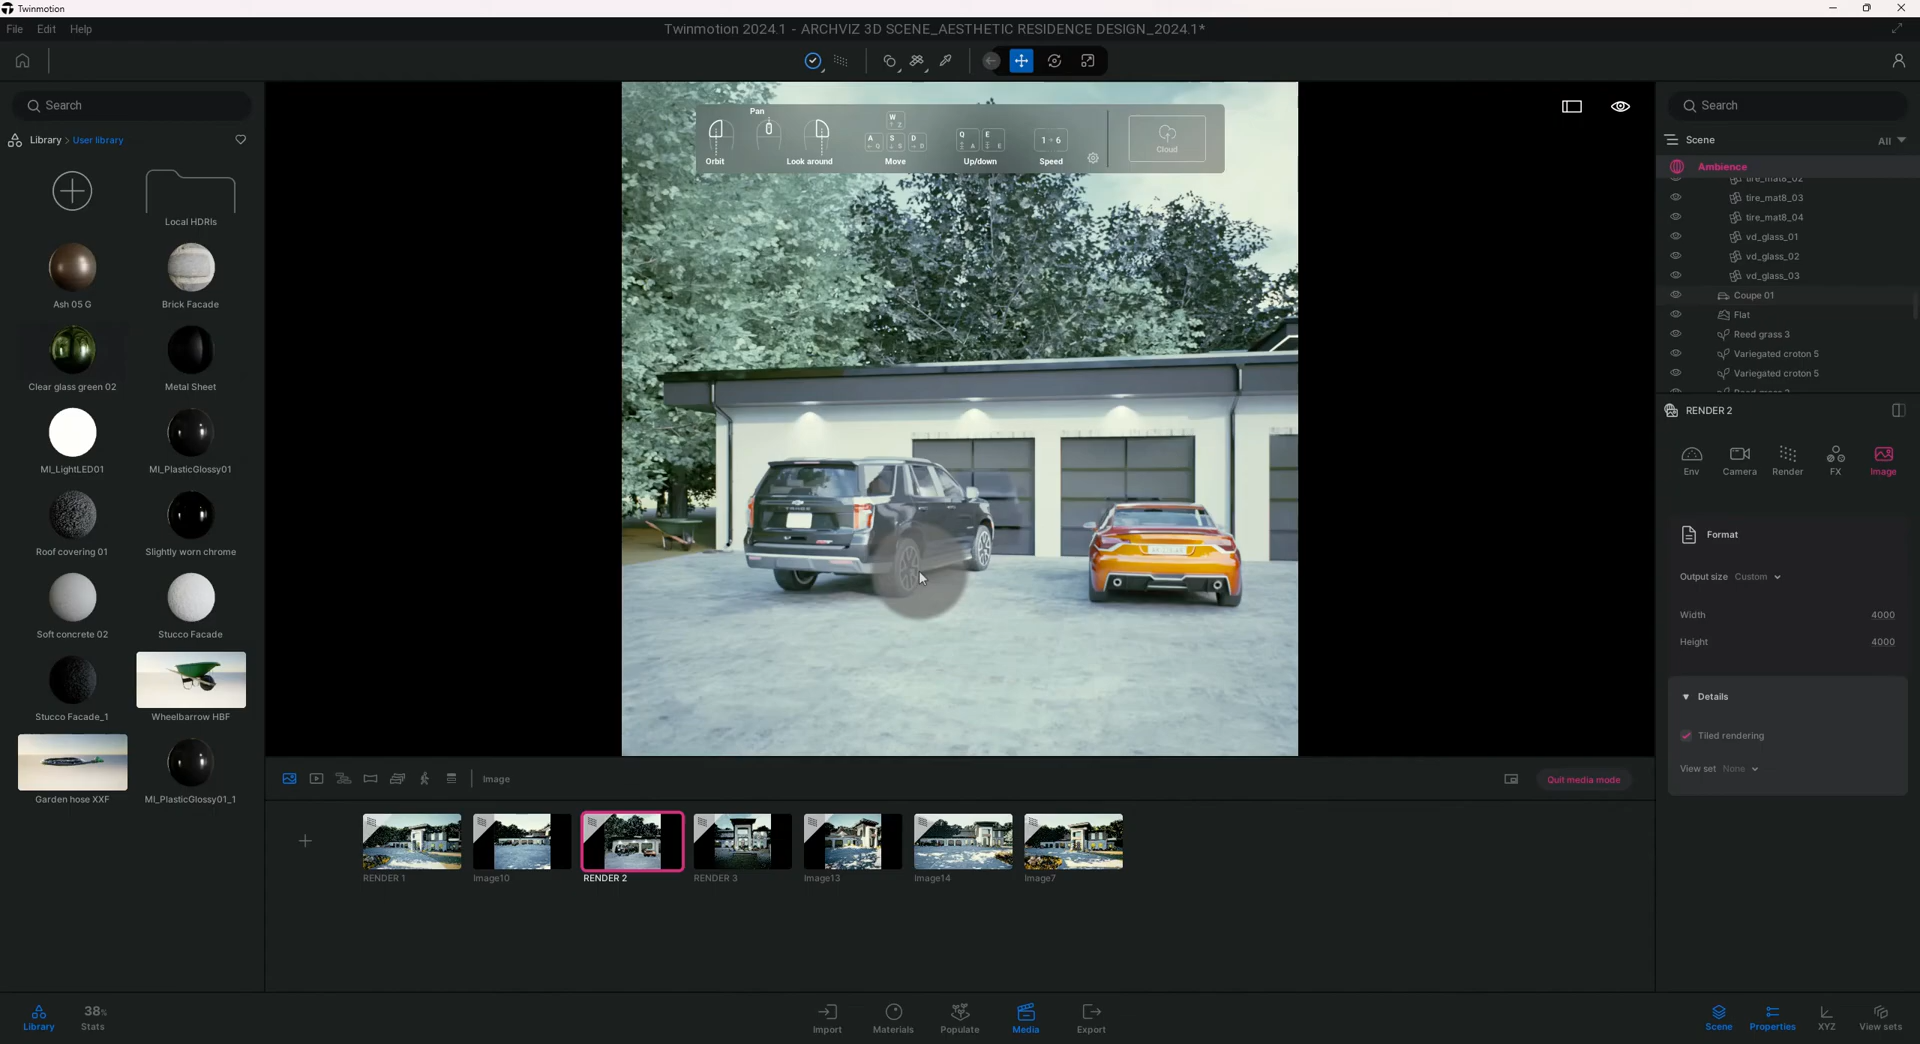 Twinmotion
File Edit Help
Twinmotion 2024.1 - ARCHVIZ 3D SCENE_AESTHETIC RESIDENCE DESIGN_2024.1*
Search
Library > User library
Local HDRIs
Ash 05 G
Brick Facade
Clear glass green 02
Metal Sheet
MI_LightLED01
MI_PlasticGlossy01
Roof covering 01
Slightly worn chrome
Soft concrete 02
Stucco Facade
Stucco Facade_1
Wheelbarrow HBF
Garden hose XXF
MI_PlasticGlossy01_1
Pan
Orbit
Look around
W
A S D
Move
Q E
Up/down
1 - 6
Speed
Cloud
Search
Scene
All
Ambience
tire_mat8_02
tire_mat8_03
tire_mat8_04
vd_glass_01
vd_glass_02
vd_glass_03
Coupe 01
Flat
Reed grass 3
Variegated croton 5
Variegated croton 5
RENDER 2
Env Camera Render FX Image
Format
Output size Custom
Width 4000
Height 4000
Details
Tiled rendering
View set None
Image
Quit media mode
RENDER 1
Image10
RENDER 2
RENDER 3
Image13
Image14
Image7
Library
38%
Stats
Import
Materials
Populate
Media
Export
Scene
Properties
XYZ
View sets